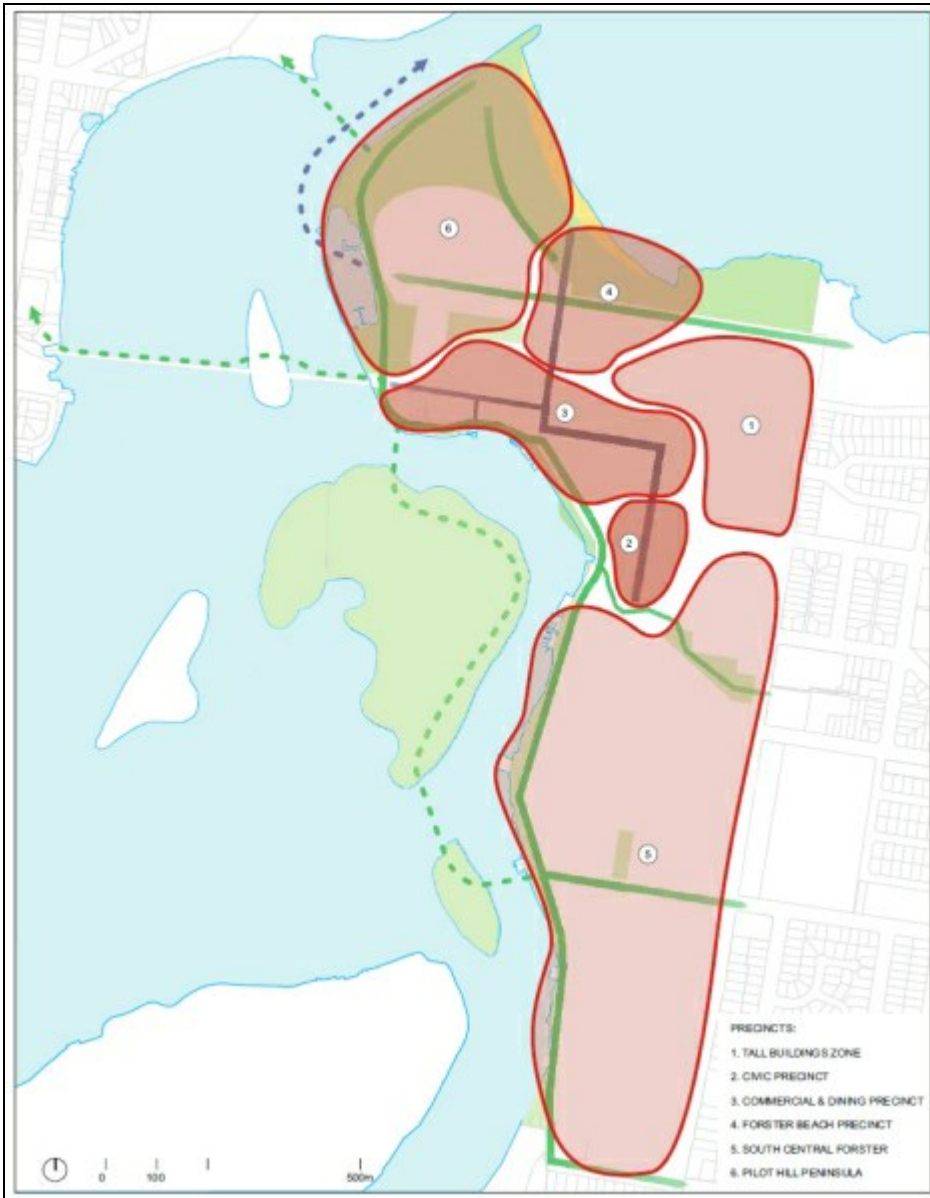 6
4
3
1
2
5
PRECINCTS:
1. TALL BUILDINGS ZONE
2. CIVIC PRECINCT
3. COMMERCIAL & DINING PRECINCT
4. FORSTER BEACH PRECINCT
5. SOUTH CENTRAL FORSTER
6. PILOT HILL PENINSULA
0 100 500m